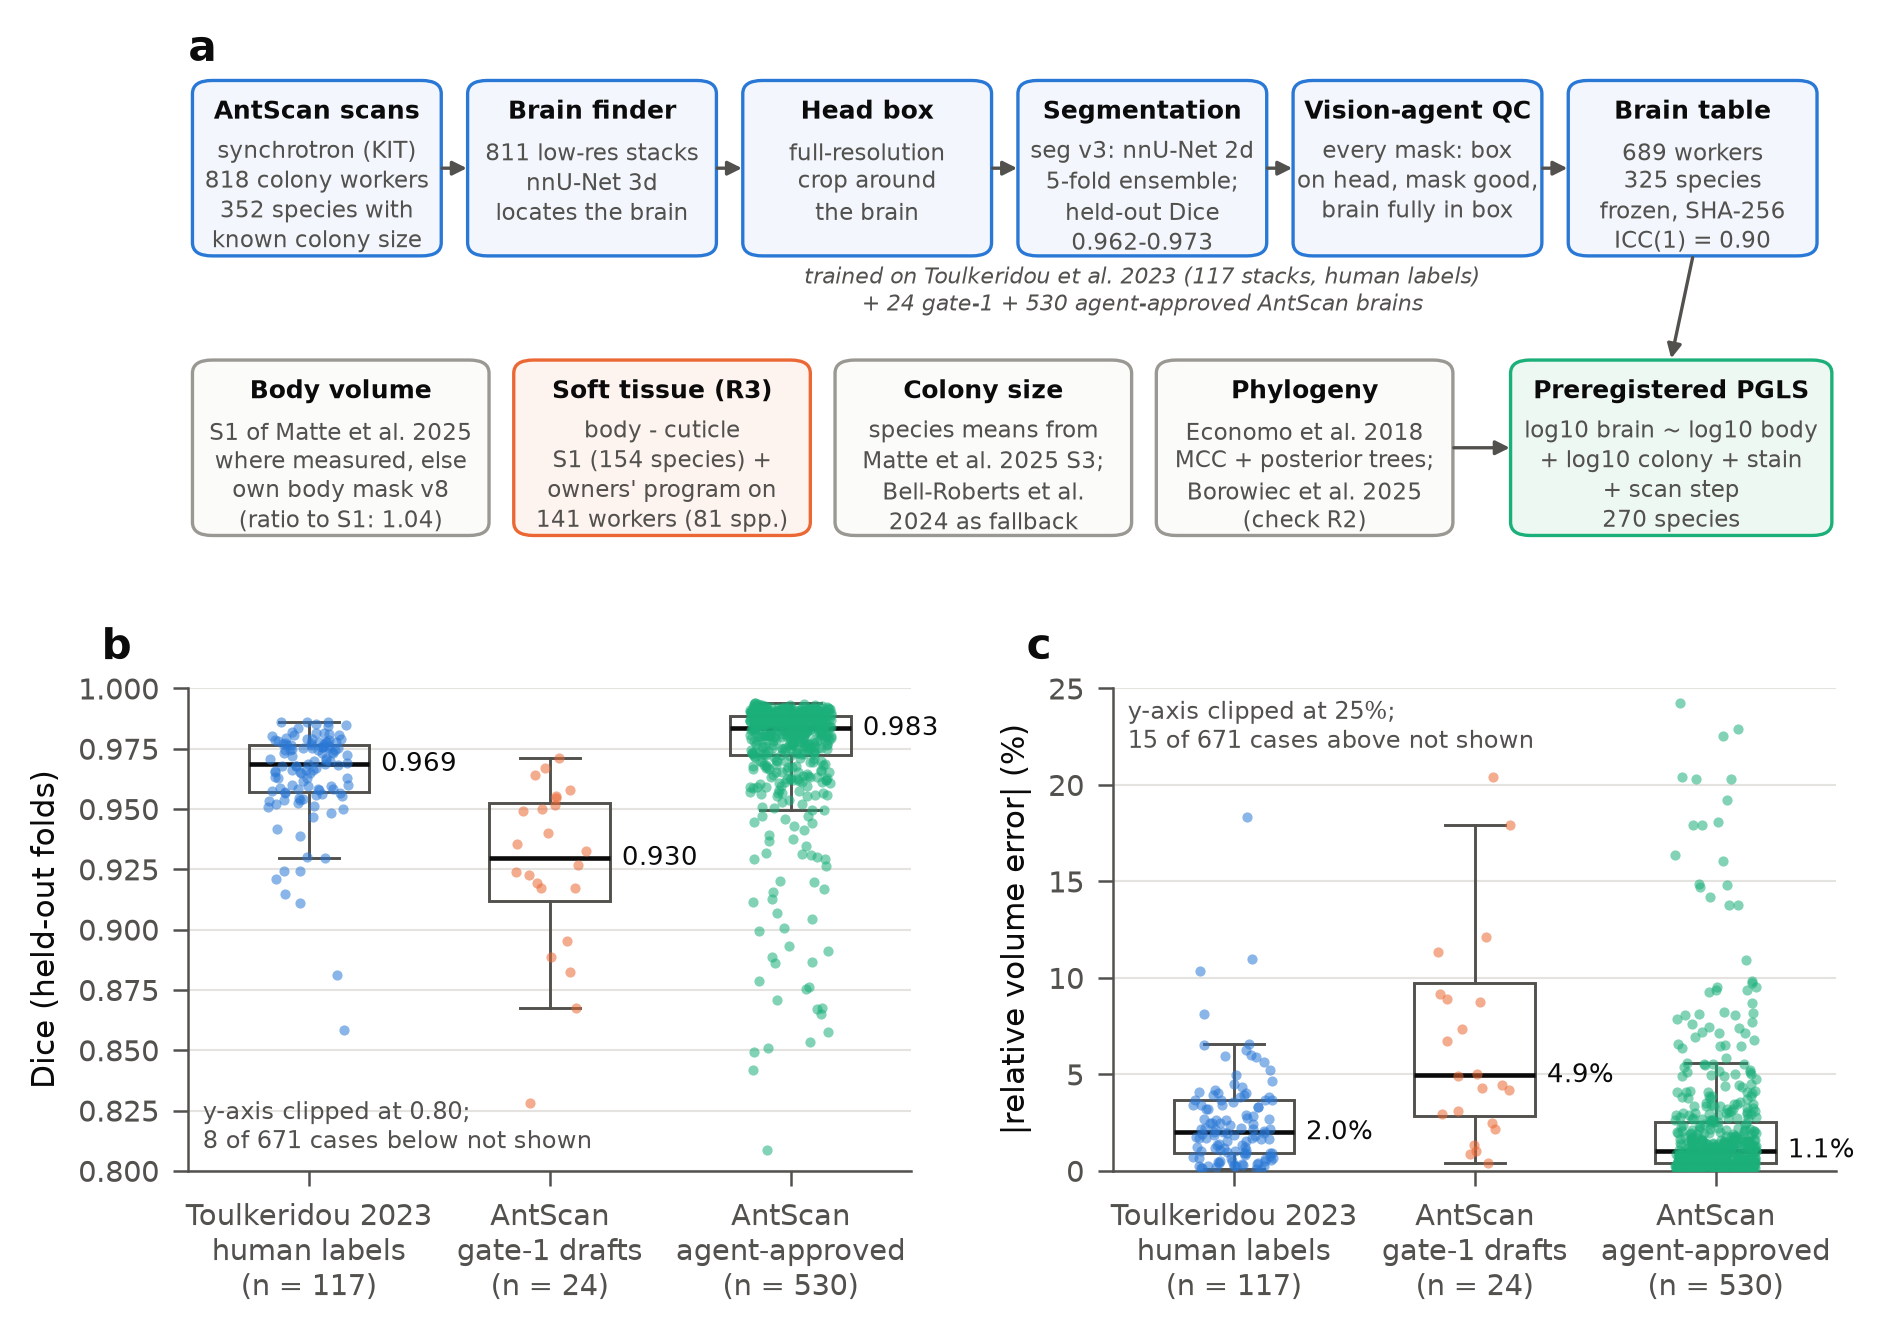 a
AntScan scans
synchrotron (KIT)
818 colony workers
352 species with
known colony size
Brain finder
811 low-res stacks
nnU-Net 3d
locates the brain
Head box
full-resolution
crop around
the brain
Segmentation
seg v3: nnU-Net 2d
5-fold ensemble;
held-out Dice
0.962-0.973
Vision-agent QC
every mask: box
on head, mask good,
brain fully in box
Brain table
689 workers
325 species
frozen, SHA-256
ICC(1) = 0.90
trained on Toulkeridou et al. 2023 (117 stacks, human labels)
+ 24 gate-1 + 530 agent-approved AntScan brains
Body volume
S1 of Matte et al. 2025
where measured, else
own body mask v8
(ratio to S1: 1.04)
Soft tissue (R3)
body - cuticle
S1 (154 species) +
owners' program on
141 workers (81 spp.)
Colony size
species means from
Matte et al. 2025 S3;
Bell-Roberts et al.
2024 as fallback
Phylogeny
Economo et al. 2018
MCC + posterior trees;
Borowiec et al. 2025
(check R2)
Preregistered PGLS
log10 brain ~ log10 body
+ log10 colony + stain
+ scan step
270 species
b
Dice (held-out folds)
1.000
0.975
0.950
0.925
0.900
0.875
0.850
0.825
0.800
0.969
0.930
0.983
y-axis clipped at 0.80;
8 of 671 cases below not shown
Toulkeridou 2023
human labels
(n = 117)
AntScan
gate-1 drafts
(n = 24)
AntScan
agent-approved
(n = 530)
c
|relative volume error| (%)
25
20
15
10
5
0
y-axis clipped at 25%;
15 of 671 cases above not shown
2.0%
4.9%
1.1%
Toulkeridou 2023
human labels
(n = 117)
AntScan
gate-1 drafts
(n = 24)
AntScan
agent-approved
(n = 530)